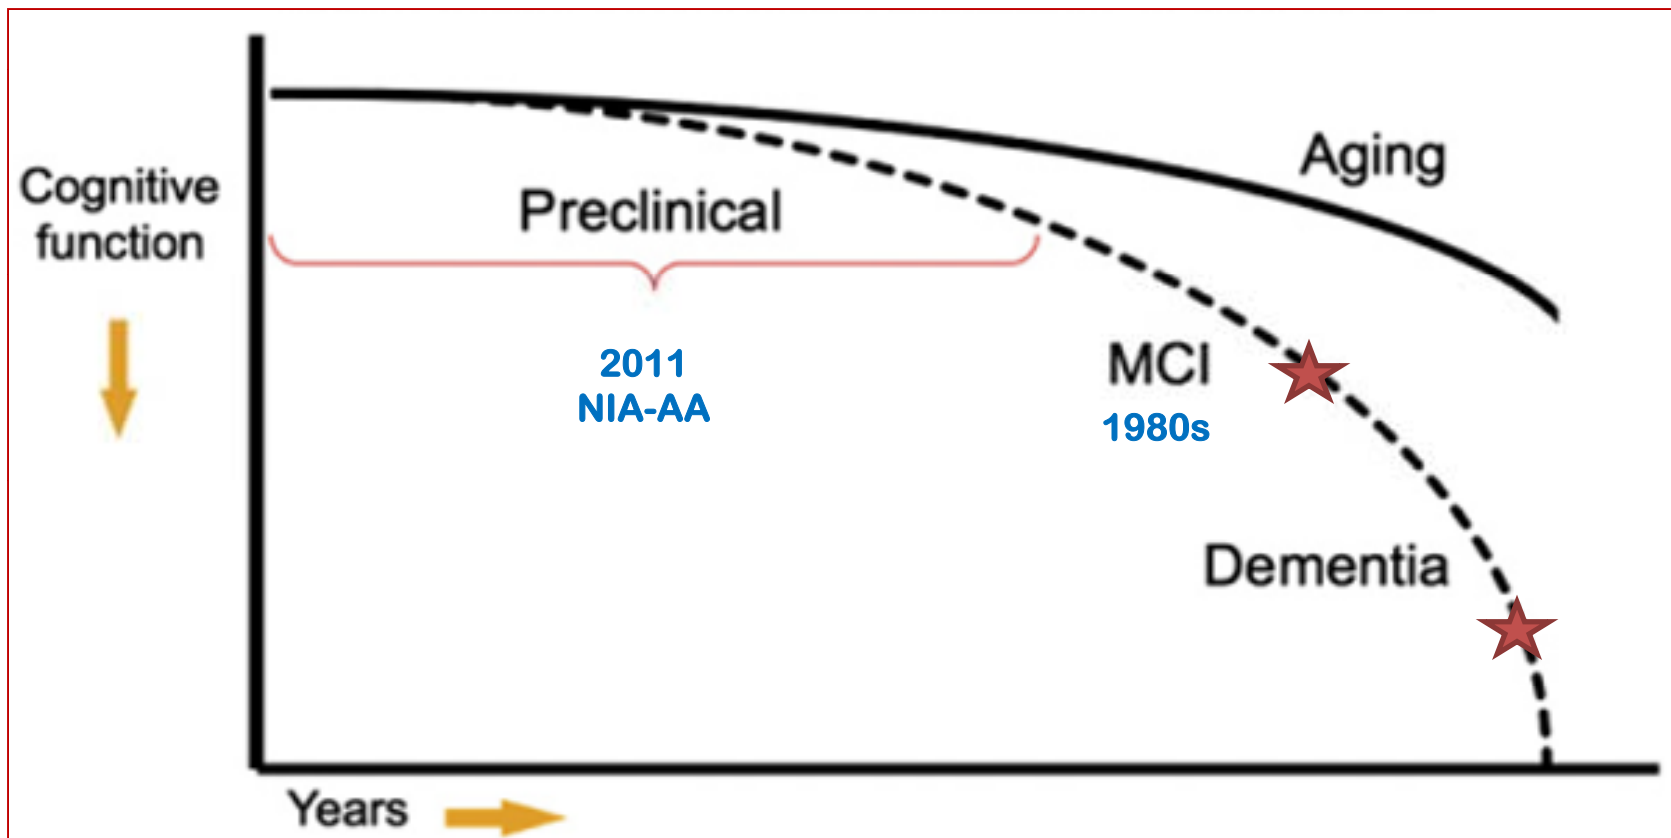 Cognitive
function
Aging
Preclinical
2011
NIA-AA
MCI
1980s
Dementia
Years